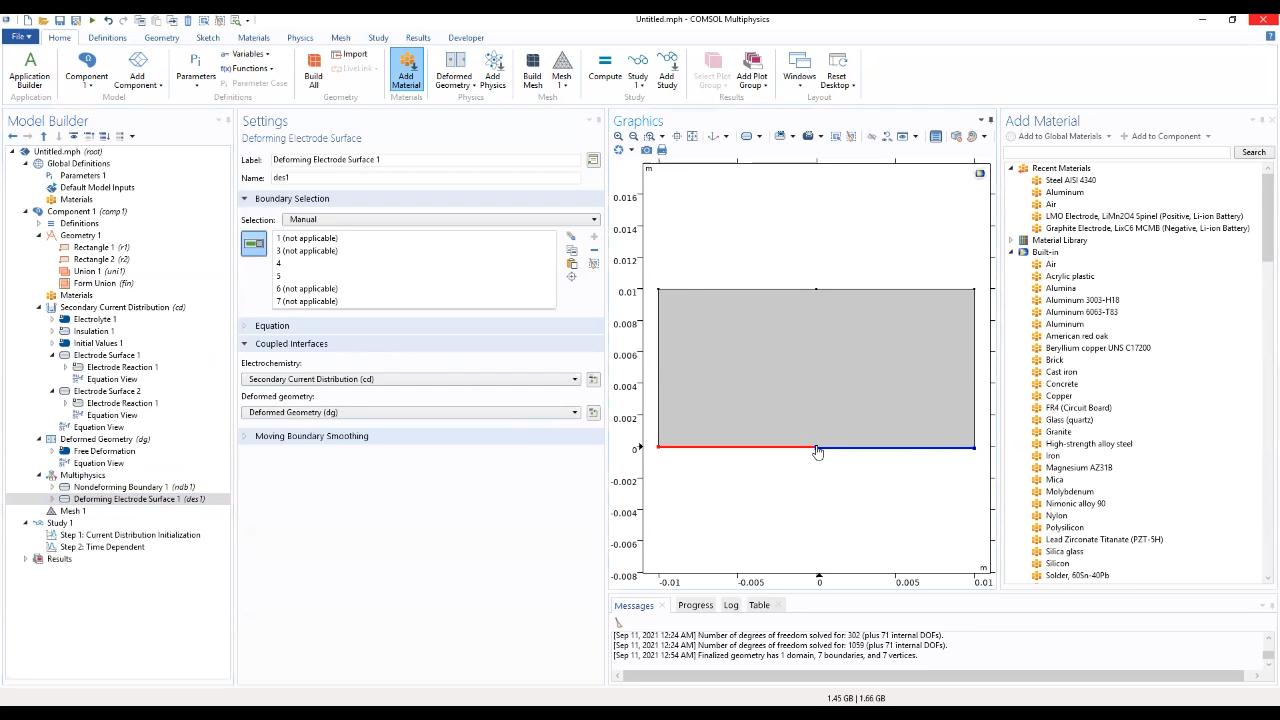 Untitled.mph - COMSOL Multiphysics
File
Home
Definitions
Geometry
Sketch
Materials
Physics
Mesh
Study
Results
Developer
Application Builder
Component 1
Add Component
Parameters
Variables
Functions
Parameter Case
Build All
Import
LiveLink
Add Material
Deformed Geometry
Add Physics
Build Mesh
Mesh 1
Compute
Study 1
Add Study
Select Plot Group
Add Plot Group
Windows
Reset Desktop
Application
Model
Definitions
Geometry
Materials
Physics
Mesh
Study
Results
Layout
Model Builder
Untitled.mph (root)
Global Definitions
Parameters 1
Default Model Inputs
Materials
Component 1 (comp1)
Definitions
Geometry 1
Rectangle 1 (r1)
Rectangle 2 (r2)
Union 1 (uni1)
Form Union (fin)
Materials
Secondary Current Distribution (cd)
Electrolyte 1
Insulation 1
Initial Values 1
Electrode Surface 1
Electrode Reaction 1
Equation View
Electrode Surface 2
Electrode Reaction 1
Equation View
Equation View
Deformed Geometry (dg)
Free Deformation
Equation View
Multiphysics
Nondeforming Boundary 1 (ndb1)
Deforming Electrode Surface 1 (des1)
Mesh 1
Study 1
Step 1: Current Distribution Initialization
Step 2: Time Dependent
Results
Settings
Deforming Electrode Surface
Label: Deforming Electrode Surface 1
Name: des1
Boundary Selection
Selection: Manual
1 (not applicable)
3 (not applicable)
4
5
6 (not applicable)
7 (not applicable)
Equation
Coupled Interfaces
Electrochemistry:
Secondary Current Distribution (cd)
Deformed geometry:
Deformed Geometry (dg)
Moving Boundary Smoothing
Graphics
m
0.016
0.014
0.012
0.01
0.008
0.006
0.004
0.002
0
-0.002
-0.004
-0.006
-0.008
-0.01
-0.005
0
0.005
0.01
m
Messages
Progress
Log
Table
[Sep 11, 2021 12:24 AM] Number of degrees of freedom solved for: 302 (plus 71 internal DOFs).
[Sep 11, 2021 12:24 AM] Number of degrees of freedom solved for: 1059 (plus 71 internal DOFs).
[Sep 11, 2021 12:54 AM] Finalized geometry has 1 domain, 7 boundaries, and 7 vertices.
Add Material
Add to Global Materials
Add to Component
Search
Recent Materials
Steel AISI 4340
Aluminum
Air
LMO Electrode, LiMn2O4 Spinel (Positive, Li-ion Battery)
Graphite Electrode, LixC6 MCMB (Negative, Li-ion Battery)
Material Library
Built-in
Air
Acrylic plastic
Alumina
Aluminum 3003-H18
Aluminum 6063-T83
Aluminum
American red oak
Beryllium copper UNS C17200
Brick
Cast iron
Concrete
Copper
FR4 (Circuit Board)
Glass (quartz)
Granite
High-strength alloy steel
Iron
Magnesium AZ31B
Mica
Molybdenum
Nimonic alloy 90
Nylon
Polysilicon
Lead Zirconate Titanate (PZT-5H)
Silica glass
Silicon
Solder, 60Sn-40Pb
1.45 GB | 1.66 GB